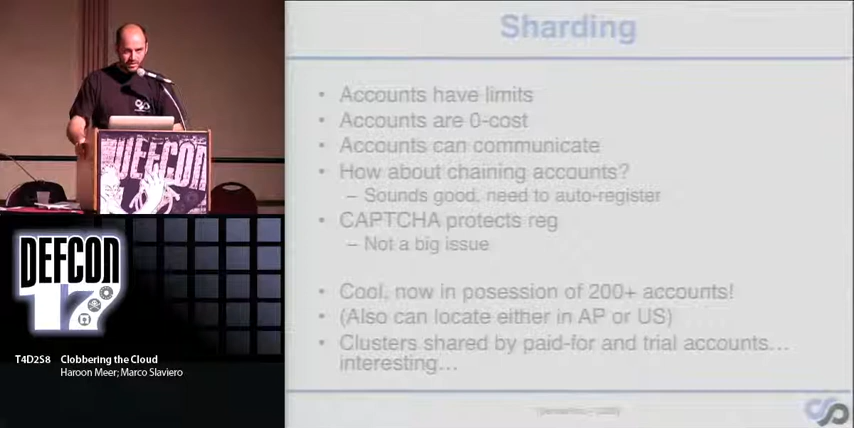 Sharding
• Accounts have limits
• Accounts are 0-cost
• Accounts can communicate
• How about chaining accounts?
– Sounds good, need to auto-register
• CAPTCHA protects reg
– Not a big issue
• Cool, now in posession of 200+ accounts!
• (Also can locate either in AP or US)
• Clusters shared by paid-for and trial accounts…
interesting…
DEFCON
DEFCON
17
T4D2S8 Clobbering the Cloud
Haroon Meer; Marco Slaviero